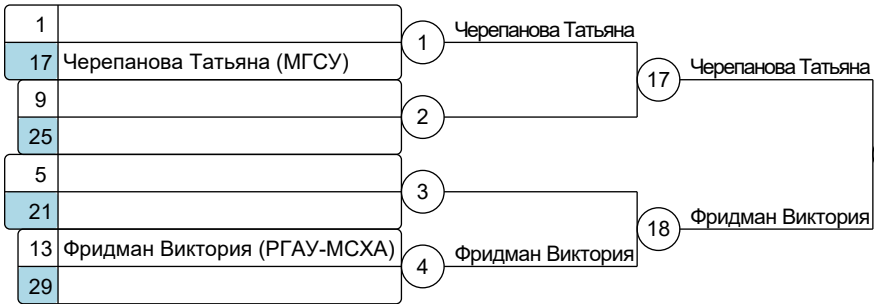 1
17 Черепанова Татьяна (МГСУ)
1
Черепанова Татьяна
9
25
2
17
Черепанова Татьяна
5
21
3
13 Фридман Виктория (РГАУ-МСХА)
29
4
Фридман Виктория
18
Фридман Виктория